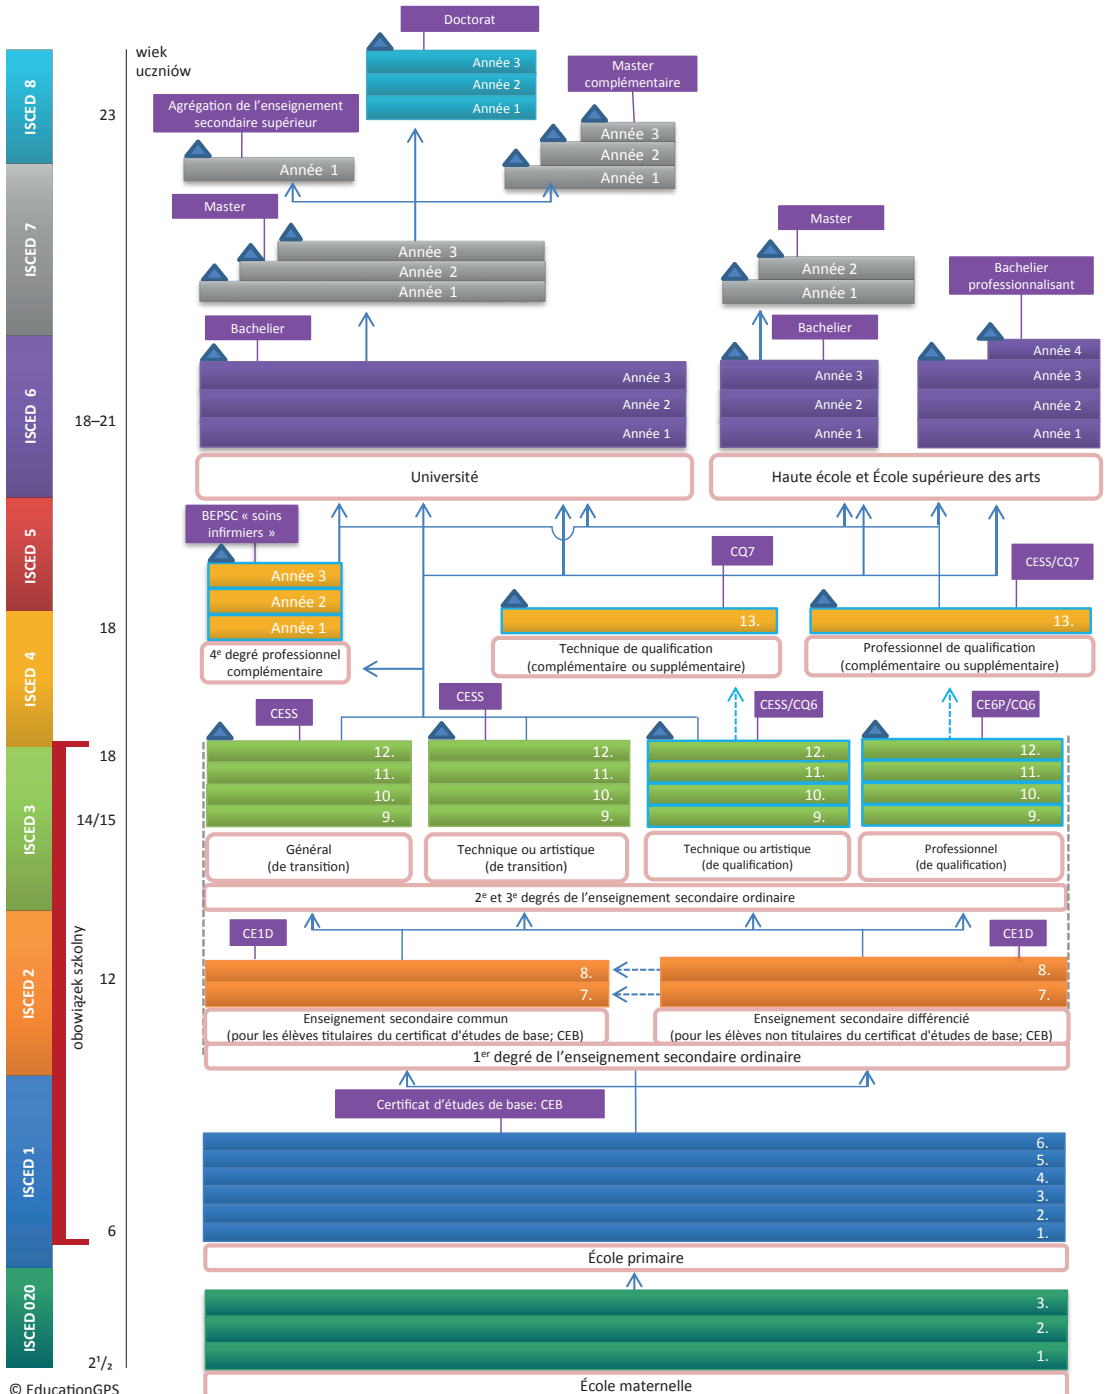 Doctorat
wiek
uczniów
ISCED 8
23
Année 3
Année 2
Année 1
Master
complémentaire
Agrégation de l'enseignement
secondaire supérieur
Année 3
Année 2
Année 1
Année 1
ISCED 7
Master
Année 3
Année 2
Année 1
Master
Année 2
Année 1
Bachelier
professionnalisant
ISCED 6
18–21
Bachelier
Année 3
Année 2
Année 1
Bachelier
Année 3
Année 2
Année 1
Année 4
Année 3
Année 2
Année 1
Université
Haute école et École supérieure des arts
ISCED 5
BEPSC « soins
infirmiers »
Année 3
Année 2
Année 1
CQ7
CESS/CQ7
18
13.
13.
ISCED 4
4e degré professionnel
complémentaire
Technique de qualification
(complémentaire ou supplémentaire)
Professionnel de qualification
(complémentaire ou supplémentaire)
CESS
CESS
CESS/CQ6
CE6P/CQ6
ISCED 3
18
14/15
12.
11.
10.
9.
12.
11.
10.
9.
12.
11.
10.
9.
12.
11.
10.
9.
Général
(de transition)
Technique ou artistique
(de transition)
Technique ou artistique
(de qualification)
Professionnel
(de qualification)
2e et 3e degrés de l'enseignement secondaire ordinaire
ISCED 2
obowiązek szkolny
12
CE1D
CE1D
8.
7.
8.
7.
Enseignement secondaire commun
(pour les élèves titulaires du certificat d'études de base; CEB)
Enseignement secondaire différencié
(pour les élèves non titulaires du certificat d'études de base; CEB)
1er degré de l'enseignement secondaire ordinaire
ISCED 1
Certificat d'études de base: CEB
6.
5.
4.
3.
2.
1.
6
École primaire
ISCED 020
3.
2.
1.
2½
École maternelle
© EducationGPS